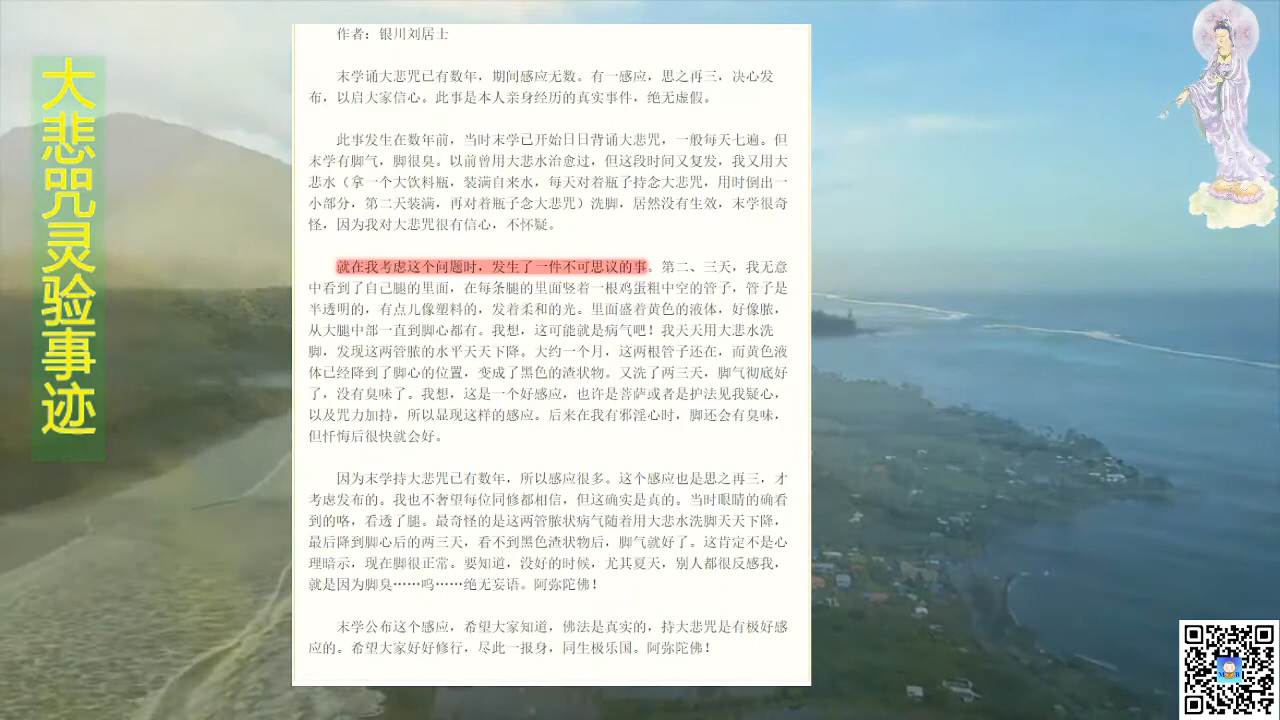 大悲咒灵验事迹
作者：银川刘居士
末学诵大悲咒已有数年，期间感应无数。有一感应，思之再三，决心发
布，以启大家信心。此事是本人亲身经历的真实事件，绝无虚假。
此事发生在数年前，当时末学已开始日日背诵大悲咒，一般每天七遍。但
末学有脚气，脚很臭。以前曾用大悲水治愈过，但这段时间又复发，我又用大
悲水（拿一个大饮料瓶，装满自来水，每天对着瓶子持念大悲咒，用时倒出一
小部分，第二天装满，再对着瓶子念大悲咒）洗脚，居然没有生效，末学很奇
怪，因为我对大悲咒很有信心，不怀疑。
就在我考虑这个问题时，发生了一件不可思议的事。第二、三天，我无意
中看到了自己腿的里面，在每条腿的里面竖着一根鸡蛋粗中空的管子，管子是
半透明的，有点儿像塑料的，发着柔和的光。里面盛着黄色的液体，好像脓，
从大腿中部一直到脚心都有。我想，这可能就是病气吧！我天天用大悲水洗
脚，发现这两管脓的水平天天下降。大约一个月，这两根管子还在，而黄色液
体已经降到了脚心的位置，变成了黑色的渣状物。又洗了两三天，脚气彻底好
了，没有臭味了。我想，这是一个好感应，也许是菩萨或者是护法见我疑心，
以及咒力加持，所以显现这样的感应。后来在我有邪淫心时，脚还会有臭味，
但忏悔后很快就会好。
因为末学持大悲咒已有数年，所以感应很多。这个感应也是思之再三，才
考虑发布的。我也不奢望每位同修都相信，但这确实是真的。当时眼睛的确看
到的咯，看透了腿。最奇怪的是这两管脓状病气随着用大悲水洗脚天天下降，
最后降到脚心后的两三天，看不到黑色渣状物后，脚气就好了。这肯定不是心
理暗示，现在脚很正常。要知道，没好的时候，尤其夏天，别人都很反感我，
就是因为脚臭……呜……绝无妄语。阿弥陀佛！
末学公布这个感应，希望大家知道，佛法是真实的，持大悲咒是有极好感
应的。希望大家好好修行，尽此一报身，同生极乐国。阿弥陀佛！